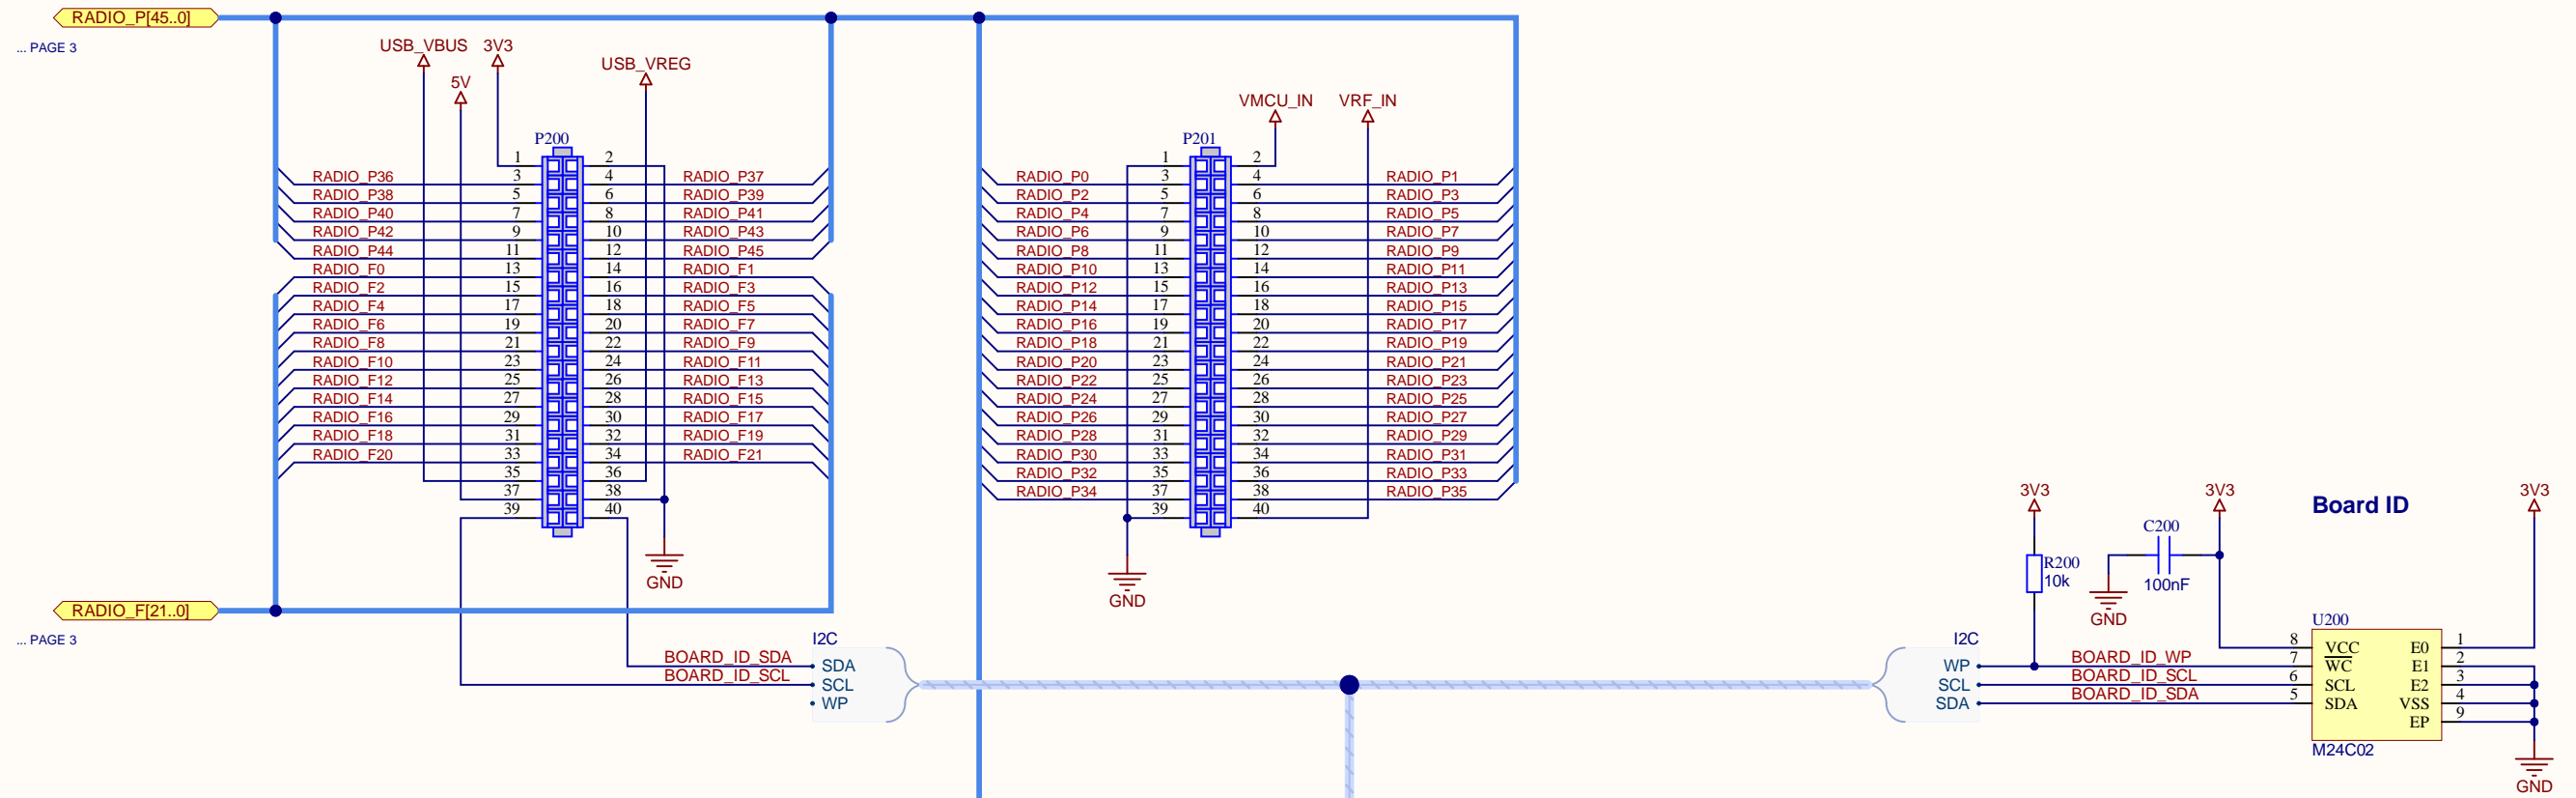 RADIO_P[45..0]
... PAGE 3
USB_VBUS 3V3
5V
USB_VREG
P200
1 2
RADIO_P36 3 4 RADIO_P37
RADIO_P38 5 6 RADIO_P39
RADIO_P40 7 8 RADIO_P41
RADIO_P42 9 10 RADIO_P43
RADIO_P44 11 12 RADIO_P45
RADIO_F0 13 14 RADIO_F1
RADIO_F2 15 16 RADIO_F3
RADIO_F4 17 18 RADIO_F5
RADIO_F6 19 20 RADIO_F7
RADIO_F8 21 22 RADIO_F9
RADIO_F10 23 24 RADIO_F11
RADIO_F12 25 26 RADIO_F13
RADIO_F14 27 28 RADIO_F15
RADIO_F16 29 30 RADIO_F17
RADIO_F18 31 32 RADIO_F19
RADIO_F20 33 34 RADIO_F21
35 36
37 38
39 40
GND
RADIO_F[21..0]
... PAGE 3
VMCU_IN VRF_IN
P201
1 2
RADIO_P0 3 4 RADIO_P1
RADIO_P2 5 6 RADIO_P3
RADIO_P4 7 8 RADIO_P5
RADIO_P6 9 10 RADIO_P7
RADIO_P8 11 12 RADIO_P9
RADIO_P10 13 14 RADIO_P11
RADIO_P12 15 16 RADIO_P13
RADIO_P14 17 18 RADIO_P15
RADIO_P16 19 20 RADIO_P17
RADIO_P18 21 22 RADIO_P19
RADIO_P20 23 24 RADIO_P21
RADIO_P22 25 26 RADIO_P23
RADIO_P24 27 28 RADIO_P25
RADIO_P26 29 30 RADIO_P27
RADIO_P28 31 32 RADIO_P29
RADIO_P30 33 34 RADIO_P31
RADIO_P32 35 36 RADIO_P33
RADIO_P34 37 38 RADIO_P35
39 40
GND
I2C
BOARD_ID_SDA SDA
BOARD_ID_SCL SCL
WP
Board ID
3V3 3V3 3V3
C200
100nF
R200
10k
GND
I2C
WP BOARD_ID_WP
SCL BOARD_ID_SCL
SDA BOARD_ID_SDA
U200
8 VCC E0 1
7 WC E1 2
6 SCL E2 3
5 SDA VSS 4
EP 9
M24C02
GND